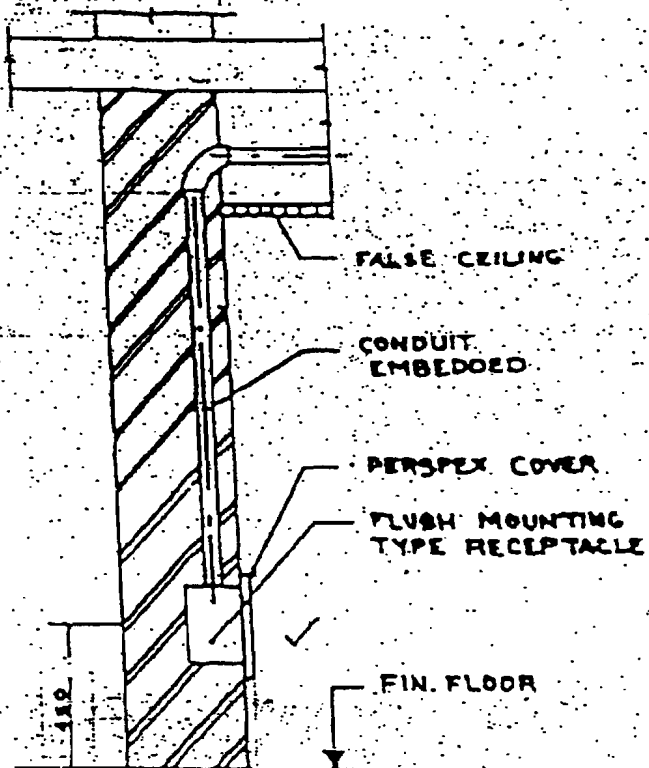 FALSE CEILING
CONDUIT
EMBEDDED
PERSPEX COVER
FLUSH MOUNTING
TYPE RECEPTACLE
FIN. FLOOR